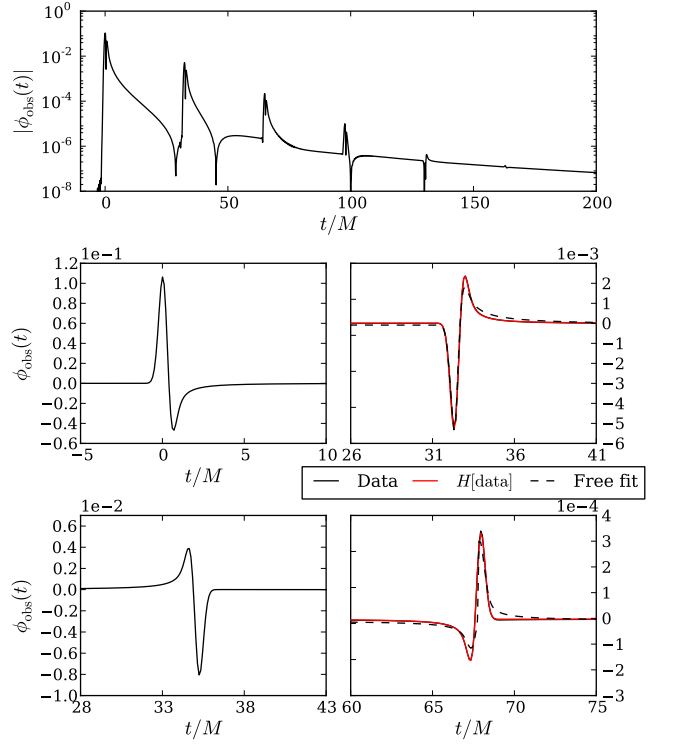 10^0
10^-2
10^-4
10^-6
10^-8
|ϕ_obs(t)|
0 50 100 150 200
t/M
1e−1
1.2
1.0
0.8
0.6
0.4
0.2
0.0
−0.2
−0.4
−0.6
ϕ_obs(t)
−5 0 5 10
t/M
1e−3
2
1
0
−1
−2
−3
−4
−5
−6
26 31 36 41
Data H[data] Free fit
1e−2
0.6
0.4
0.2
0.0
−0.2
−0.4
−0.6
−0.8
−1.0
ϕ_obs(t)
28 33 38 43
t/M
1e−4
4
3
2
1
0
−1
−2
−3
60 65 70 75
t/M